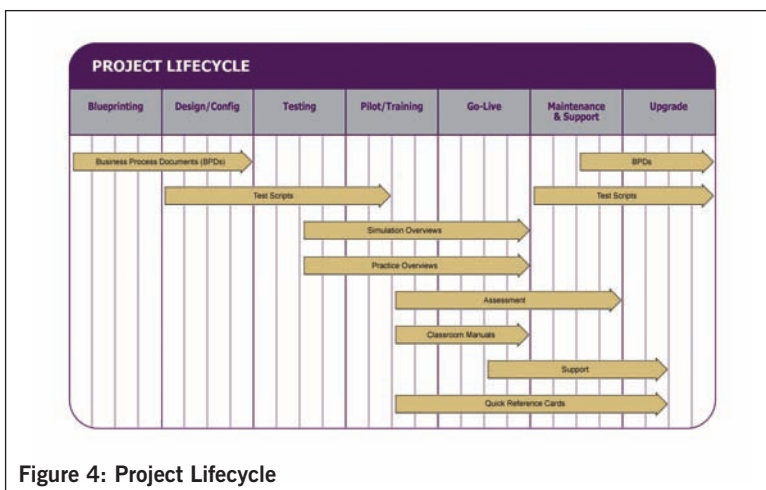 PROJECT LIFECYCLE
Blueprinting Design/Config Testing Pilot/Training Go-Live Maintenance & Support Upgrade
Business Process Documents (BPDs) BPDs
Test Scripts Test Scripts
Simulation Overviews
Practice Overviews
Assessment
Classroom Manuals
Support
Quick Reference Cards
Figure 4: Project Lifecycle